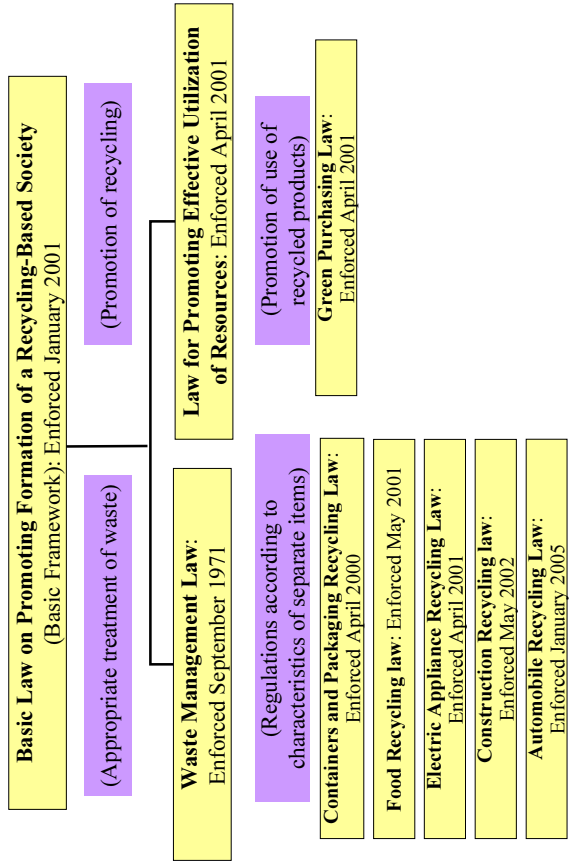 Basic Law on Promoting Formation of a Recycling-Based Society
(Basic Framework): Enforced January 2001
(Appropriate treatment of waste)
(Promotion of recycling)
Waste Management Law:
Enforced September 1971
Law for Promoting Effective Utilization
of Resources: Enforced April 2001
(Regulations according to
characteristics of separate items)
(Promotion of use of
recycled products)
Containers and Packaging Recycling Law:
Enforced April 2000
Food Recycling law: Enforced May 2001
Electric Appliance Recycling Law:
Enforced April 2001
Construction Recycling law:
Enforced May 2002
Automobile Recycling Law:
Enforced January 2005
Green Purchasing Law:
Enforced April 2001